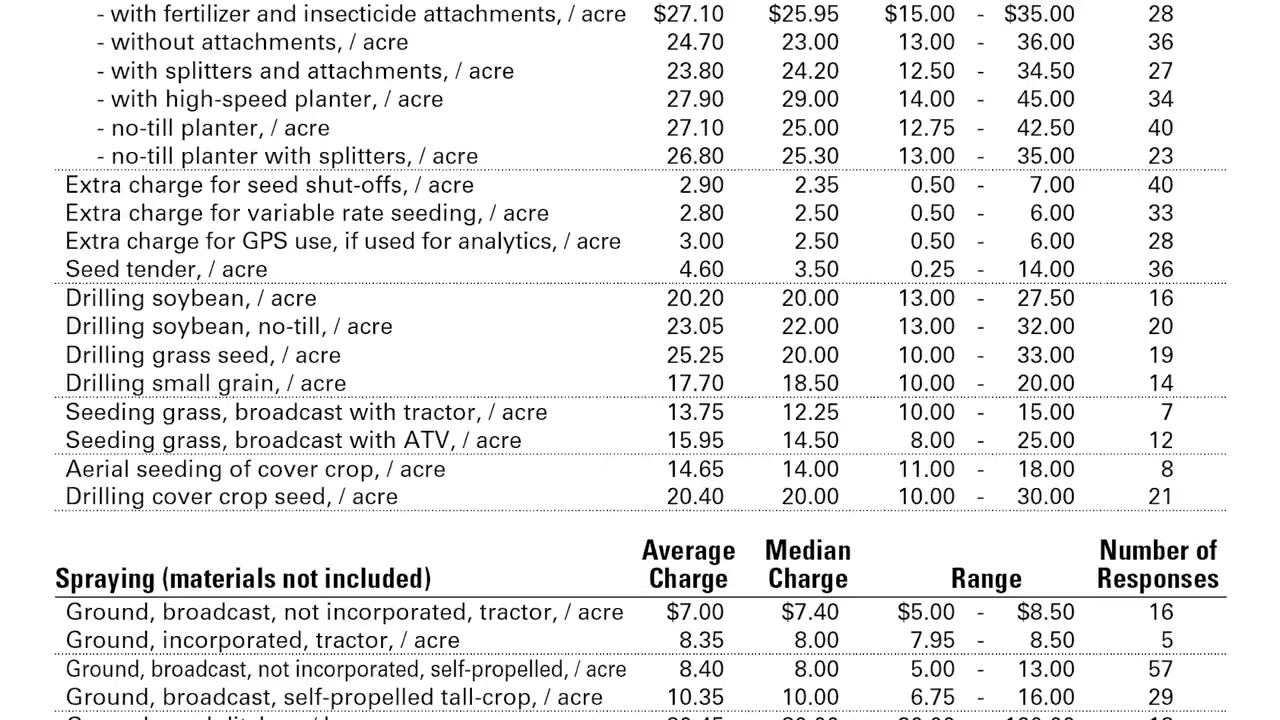 - with fertilizer and insecticide attachments, / acre $27.10 $25.95 $15.00 - $35.00 28
- without attachments, / acre 24.70 23.00 13.00 - 36.00 36
- with splitters and attachments, / acre 23.80 24.20 12.50 - 34.50 27
- with high-speed planter, / acre 27.90 29.00 14.00 - 45.00 34
- no-till planter, / acre 27.10 25.00 12.75 - 42.50 40
- no-till planter with splitters, / acre 26.80 25.30 13.00 - 35.00 23
Extra charge for seed shut-offs, / acre 2.90 2.35 0.50 - 7.00 40
Extra charge for variable rate seeding, / acre 2.80 2.50 0.50 - 6.00 33
Extra charge for GPS use, if used for analytics, / acre 3.00 2.50 0.50 - 6.00 28
Seed tender, / acre 4.60 3.50 0.25 - 14.00 36
Drilling soybean, / acre 20.20 20.00 13.00 - 27.50 16
Drilling soybean, no-till, / acre 23.05 22.00 13.00 - 32.00 20
Drilling grass seed, / acre 25.25 20.00 10.00 - 33.00 19
Drilling small grain, / acre 17.70 18.50 10.00 - 20.00 14
Seeding grass, broadcast with tractor, / acre 13.75 12.25 10.00 - 15.00 7
Seeding grass, broadcast with ATV, / acre 15.95 14.50 8.00 - 25.00 12
Aerial seeding of cover crop, / acre 14.65 14.00 11.00 - 18.00 8
Drilling cover crop seed, / acre 20.40 20.00 10.00 - 30.00 21
Average Median Number of
Spraying (materials not included) Charge Charge Range Responses
Ground, broadcast, not incorporated, tractor, / acre $7.00 $7.40 $5.00 - $8.50 16
Ground, incorporated, tractor, / acre 8.35 8.00 7.95 - 8.50 5
Ground, broadcast, not incorporated, self-propelled, / acre 8.40 8.00 5.00 - 13.00 57
Ground, broadcast, self-propelled tall-crop, / acre 10.35 10.00 6.75 - 16.00 29